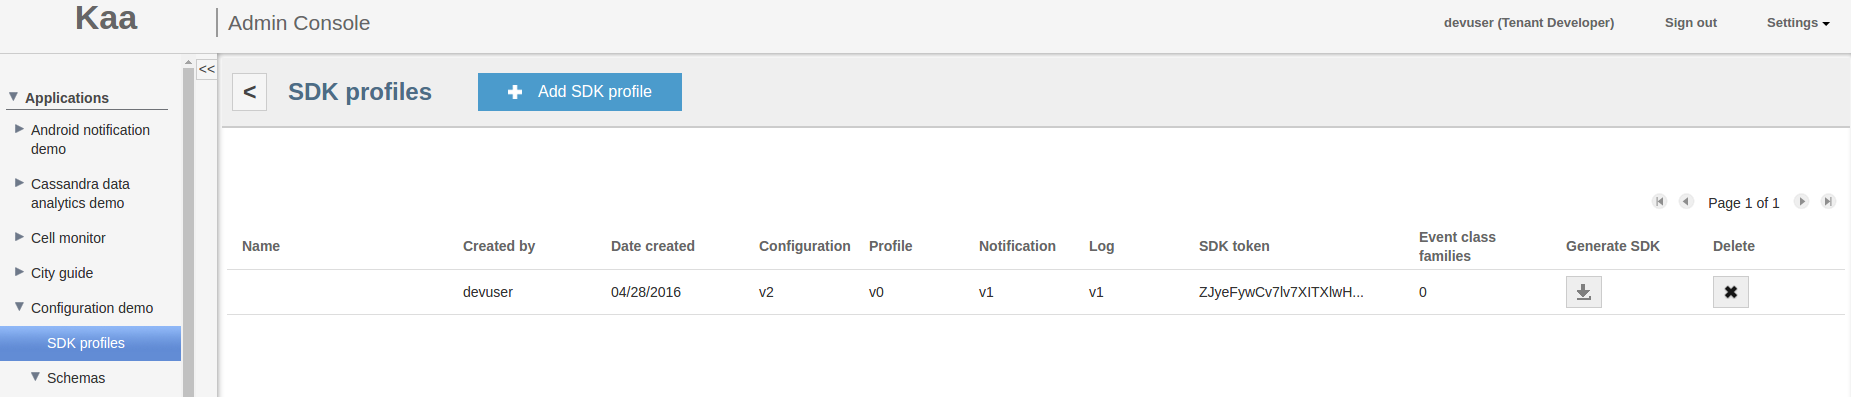 Kaa
Admin Console
devuser (Tenant Developer)
Sign out
Settings
<<
Applications
Android notification
demo
Cassandra data
analytics demo
Cell monitor
City guide
Configuration demo
SDK profiles
Schemas
<
SDK profiles
Add SDK profile
Page 1 of 1
Name Created by Date created Configuration Profile Notification Log SDK token Event class families Generate SDK Delete
devuser 04/28/2016 v2 v0 v1 v1 ZJyeFywCv7lv7XITXlwH... 0